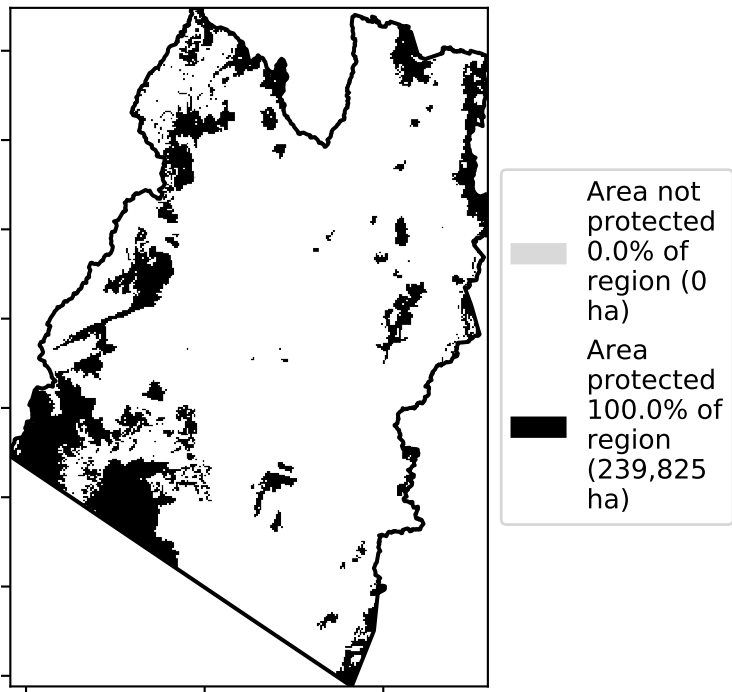 Area not
protected
0.0% of
region (0
ha)
Area
protected
100.0% of
region
(239,825
ha)